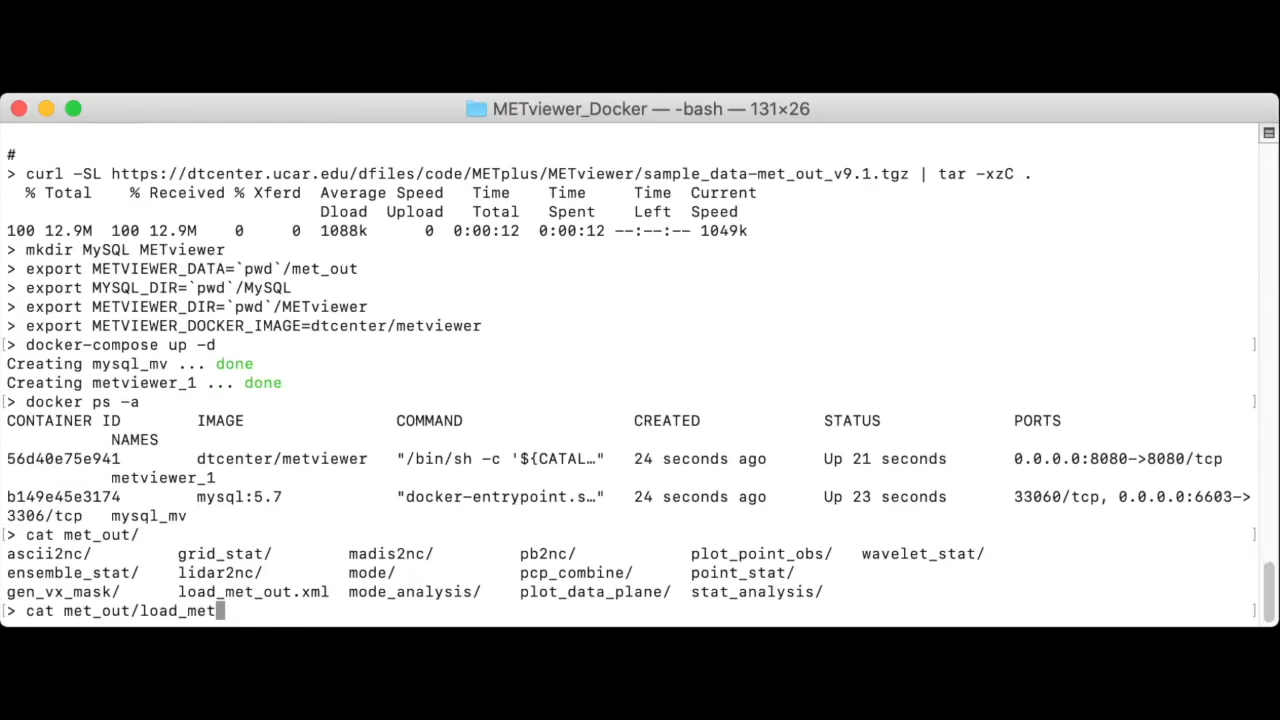 METviewer_Docker — -bash — 131×26
#
> curl -SL https://dtcenter.ucar.edu/dfiles/code/METplus/METviewer/sample_data-met_out_v9.1.tgz | tar -xzC .
% Total % Received % Xferd Average Speed Time Time Time Current
Dload Upload Total Spent Left Speed
100 12.9M 100 12.9M 0 0 1088k 0 0:00:12 0:00:12 --:--:-- 1049k
> mkdir MySQL METviewer
> export METVIEWER_DATA=`pwd`/met_out
> export MYSQL_DIR=`pwd`/MySQL
> export METVIEWER_DIR=`pwd`/METviewer
> export METVIEWER_DOCKER_IMAGE=dtcenter/metviewer
[> docker-compose up -d ]
Creating mysql_mv ... done
Creating metviewer_1 ... done
[> docker ps -a ]
CONTAINER ID IMAGE COMMAND CREATED STATUS PORTS
NAMES
56d40e75e941 dtcenter/metviewer "/bin/sh -c '${CATAL…" 24 seconds ago Up 21 seconds 0.0.0.0:8080->8080/tcp
metviewer_1
b149e45e3174 mysql:5.7 "docker-entrypoint.s…" 24 seconds ago Up 23 seconds 33060/tcp, 0.0.0.0:6603->
3306/tcp mysql_mv
[> cat met_out/ ]
ascii2nc/ grid_stat/ madis2nc/ pb2nc/ plot_point_obs/ wavelet_stat/
ensemble_stat/ lidar2nc/ mode/ pcp_combine/ point_stat/
gen_vx_mask/ load_met_out.xml mode_analysis/ plot_data_plane/ stat_analysis/
[> cat met_out/load_met ]